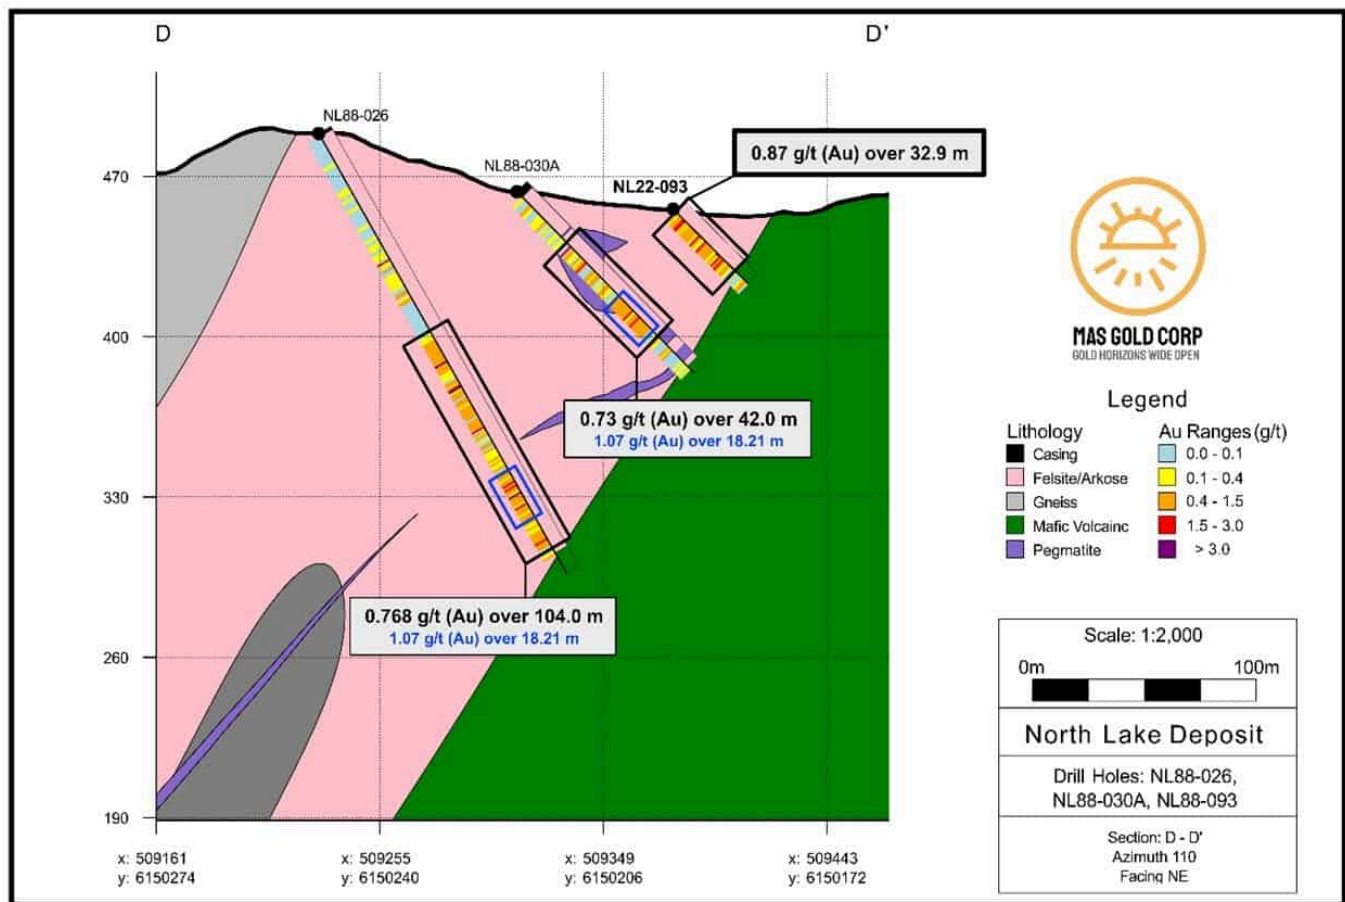 D
D'
NL88-026
NL88-030A
NL22-093
0.87 g/t (Au) over 32.9 m
470
400
330
260
190
0.73 g/t (Au) over 42.0 m
1.07 g/t (Au) over 18.21 m
0.768 g/t (Au) over 104.0 m
1.07 g/t (Au) over 18.21 m
x: 509161
y: 6150274
x: 509255
y: 6150240
x: 509349
y: 6150206
x: 509443
y: 6150172
MAS GOLD CORP
GOLD HORIZONS WIDE OPEN
Legend
Lithology
Casing
Felsite/Arkose
Gneiss
Mafic Volcainc
Pegmatite
Au Ranges (g/t)
0.0 - 0.1
0.1 - 0.4
0.4 - 1.5
1.5 - 3.0
> 3.0
Scale: 1:2,000
0m
100m
North Lake Deposit
Drill Holes: NL88-026,
NL88-030A, NL88-093
Section: D - D'
Azimuth 110
Facing NE